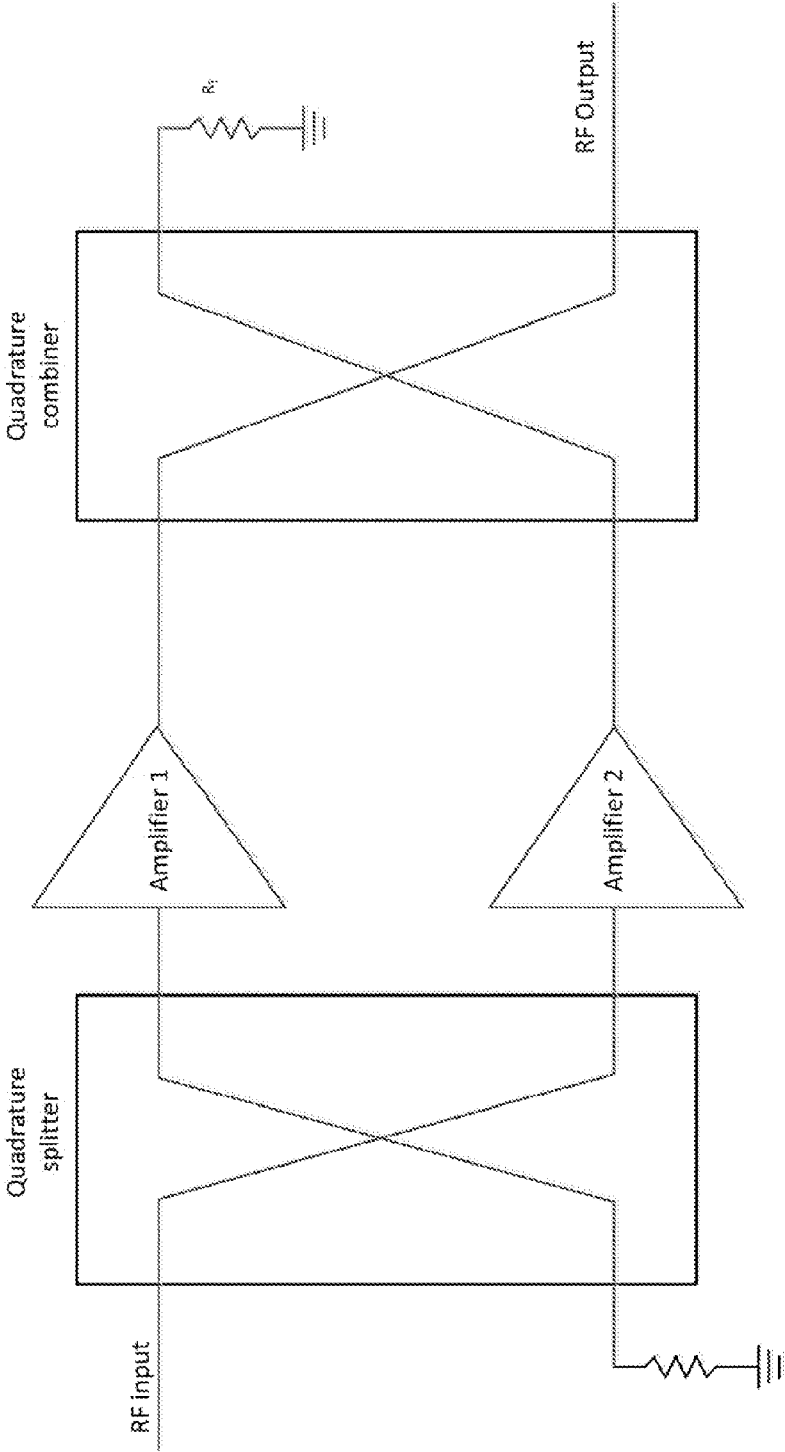 RF input
Quadrature
splitter
Amplifier 1
Amplifier 2
Quadrature
combiner
RF Output